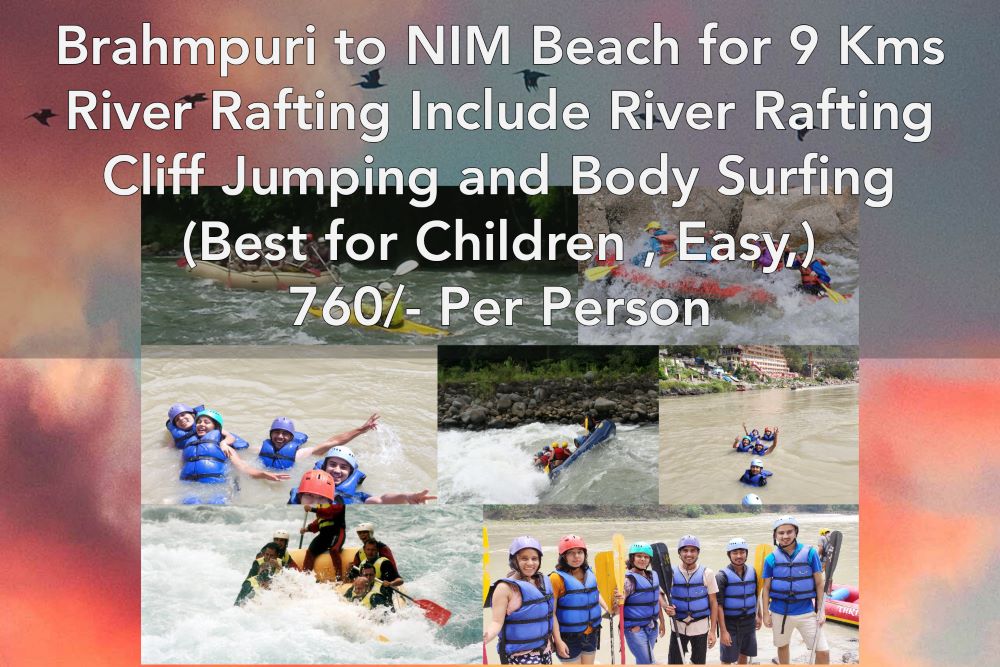 Brahmpuri to NIM Beach for 9 Kms
River Rafting Include River Rafting
Cliff Jumping and Body Surfing
(Best for Children , Easy,)
760/- Per Person